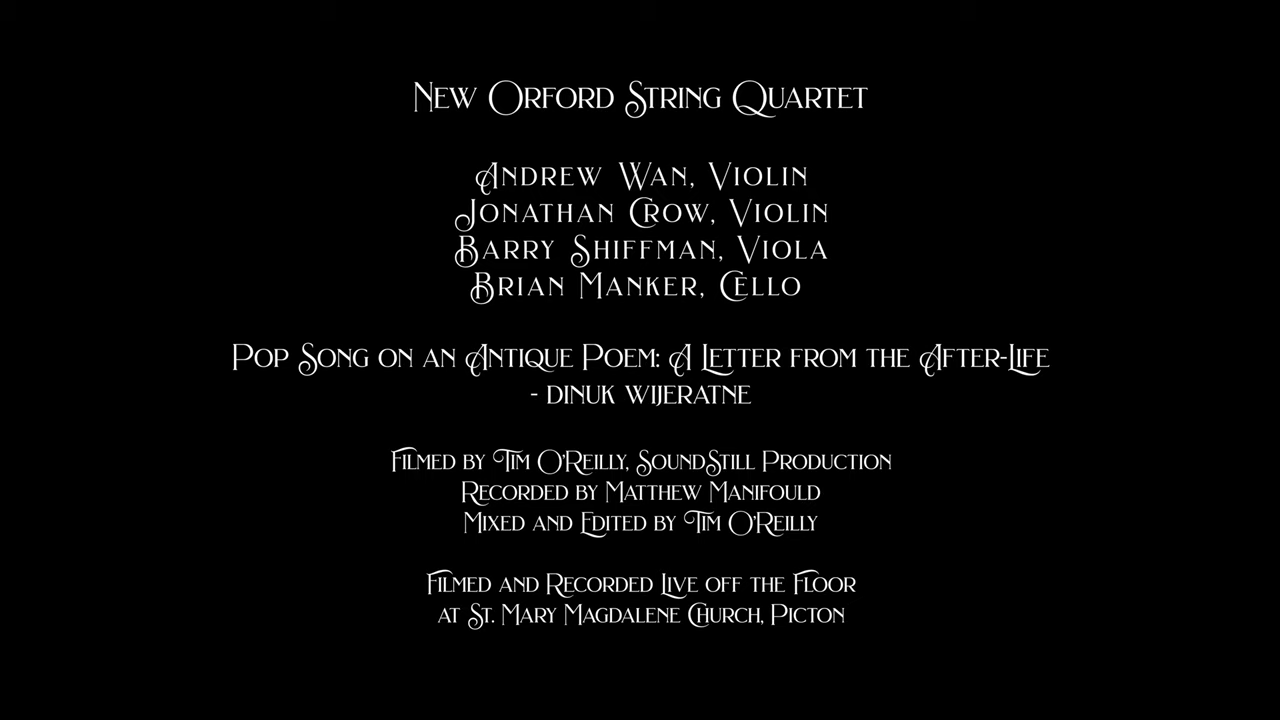 New Orford String Quartet
Andrew Wan, Violin
Jonathan Crow, Violin
Barry Shiffman, Viola
Brian Manker, Cello
Pop Song on an Antique Poem: A Letter from the After-Life
- dinuk wijeratne
Filmed by Tim O'Reilly, SoundStill Production
Recorded by Matthew Manifould
Mixed and Edited by Tim O'Reilly
Filmed and Recorded Live off the Floor
at St. Mary Magdalene Church, Picton